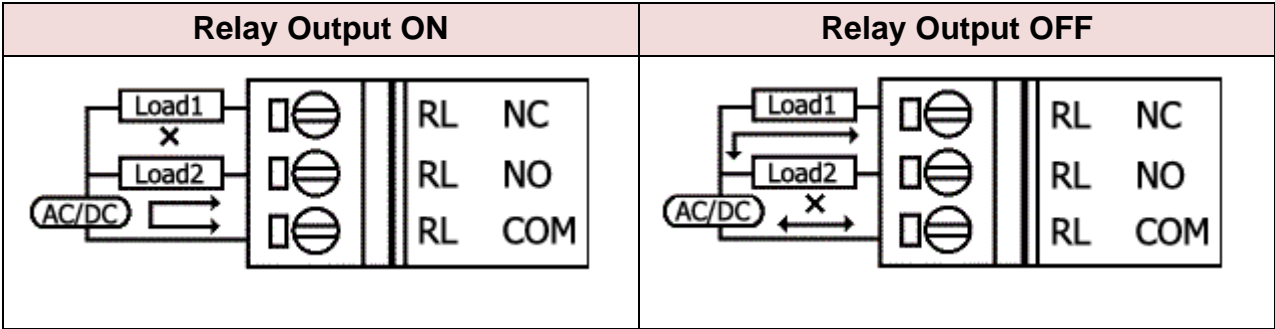 Relay Output ON
Relay Output OFF
Load1
RL NC
Load2
RL NO
AC/DC
RL COM
Load1
RL NC
Load2
RL NO
AC/DC
RL COM